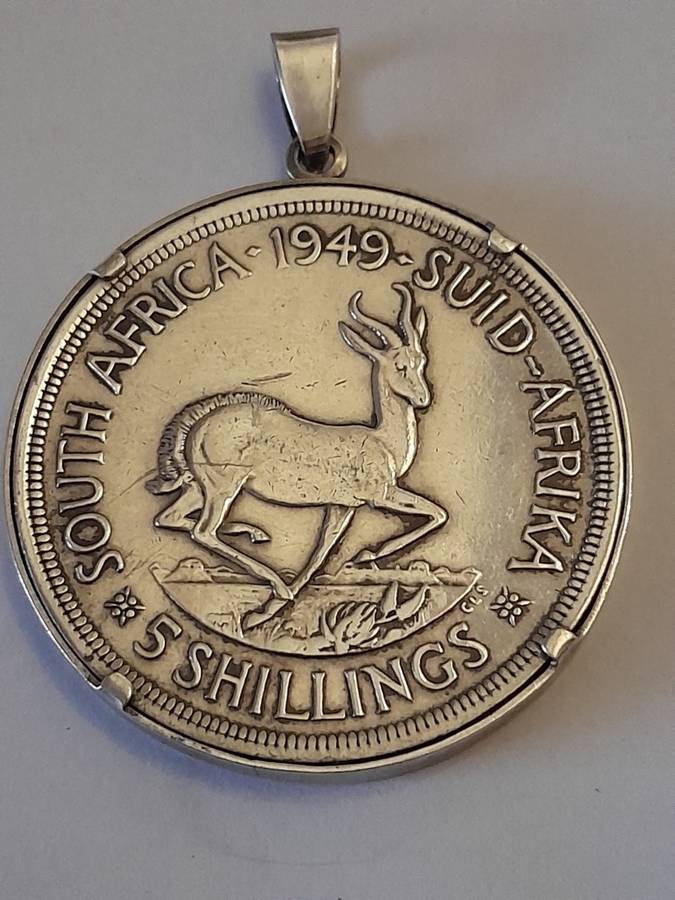 SOUTH AFRICA · 1949 · SUID-AFRIKA
CLS
5 SHILLINGS